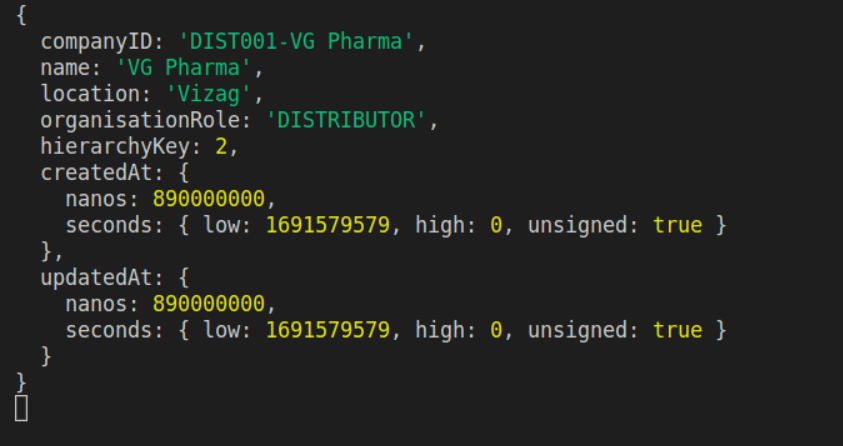 {
  companyID: 'DIST001-VG Pharma',
  name: 'VG Pharma',
  location: 'Vizag',
  organisationRole: 'DISTRIBUTOR',
  hierarchyKey: 2,
  createdAt: {
    nanos: 890000000,
    seconds: { low: 1691579579, high: 0, unsigned: true }
  },
  updatedAt: {
    nanos: 890000000,
    seconds: { low: 1691579579, high: 0, unsigned: true }
  }
}